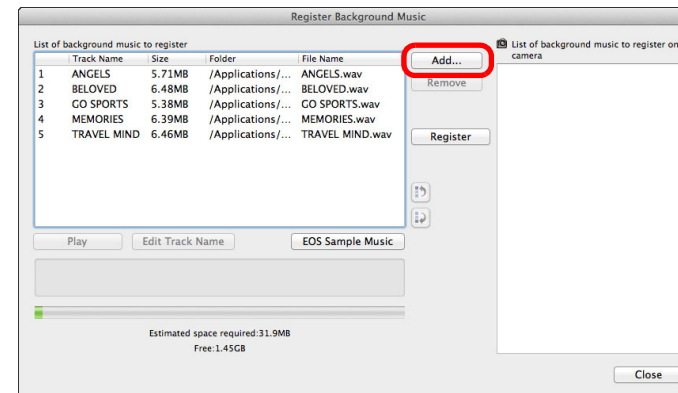 Register Background Music
List of background music to register
Track Name Size Folder File Name
1 ANGELS 5.71MB /Applications/... ANGELS.wav
2 BELOVED 6.48MB /Applications/... BELOVED.wav
3 GO SPORTS 5.38MB /Applications/... GO SPORTS.wav
4 MEMORIES 6.39MB /Applications/... MEMORIES.wav
5 TRAVEL MIND 6.46MB /Applications/... TRAVEL MIND.wav
Add...
Remove
Register
Play Edit Track Name EOS Sample Music
Estimated space required:31.9MB
Free:1.45GB
List of background music to register on
camera
Close